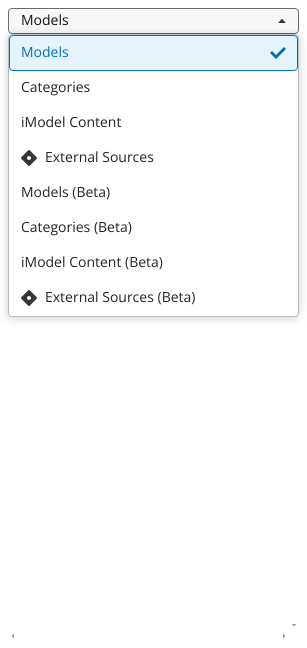 Models
Models
Categories
iModel Content
External Sources
Models (Beta)
Categories (Beta)
iModel Content (Beta)
External Sources (Beta)